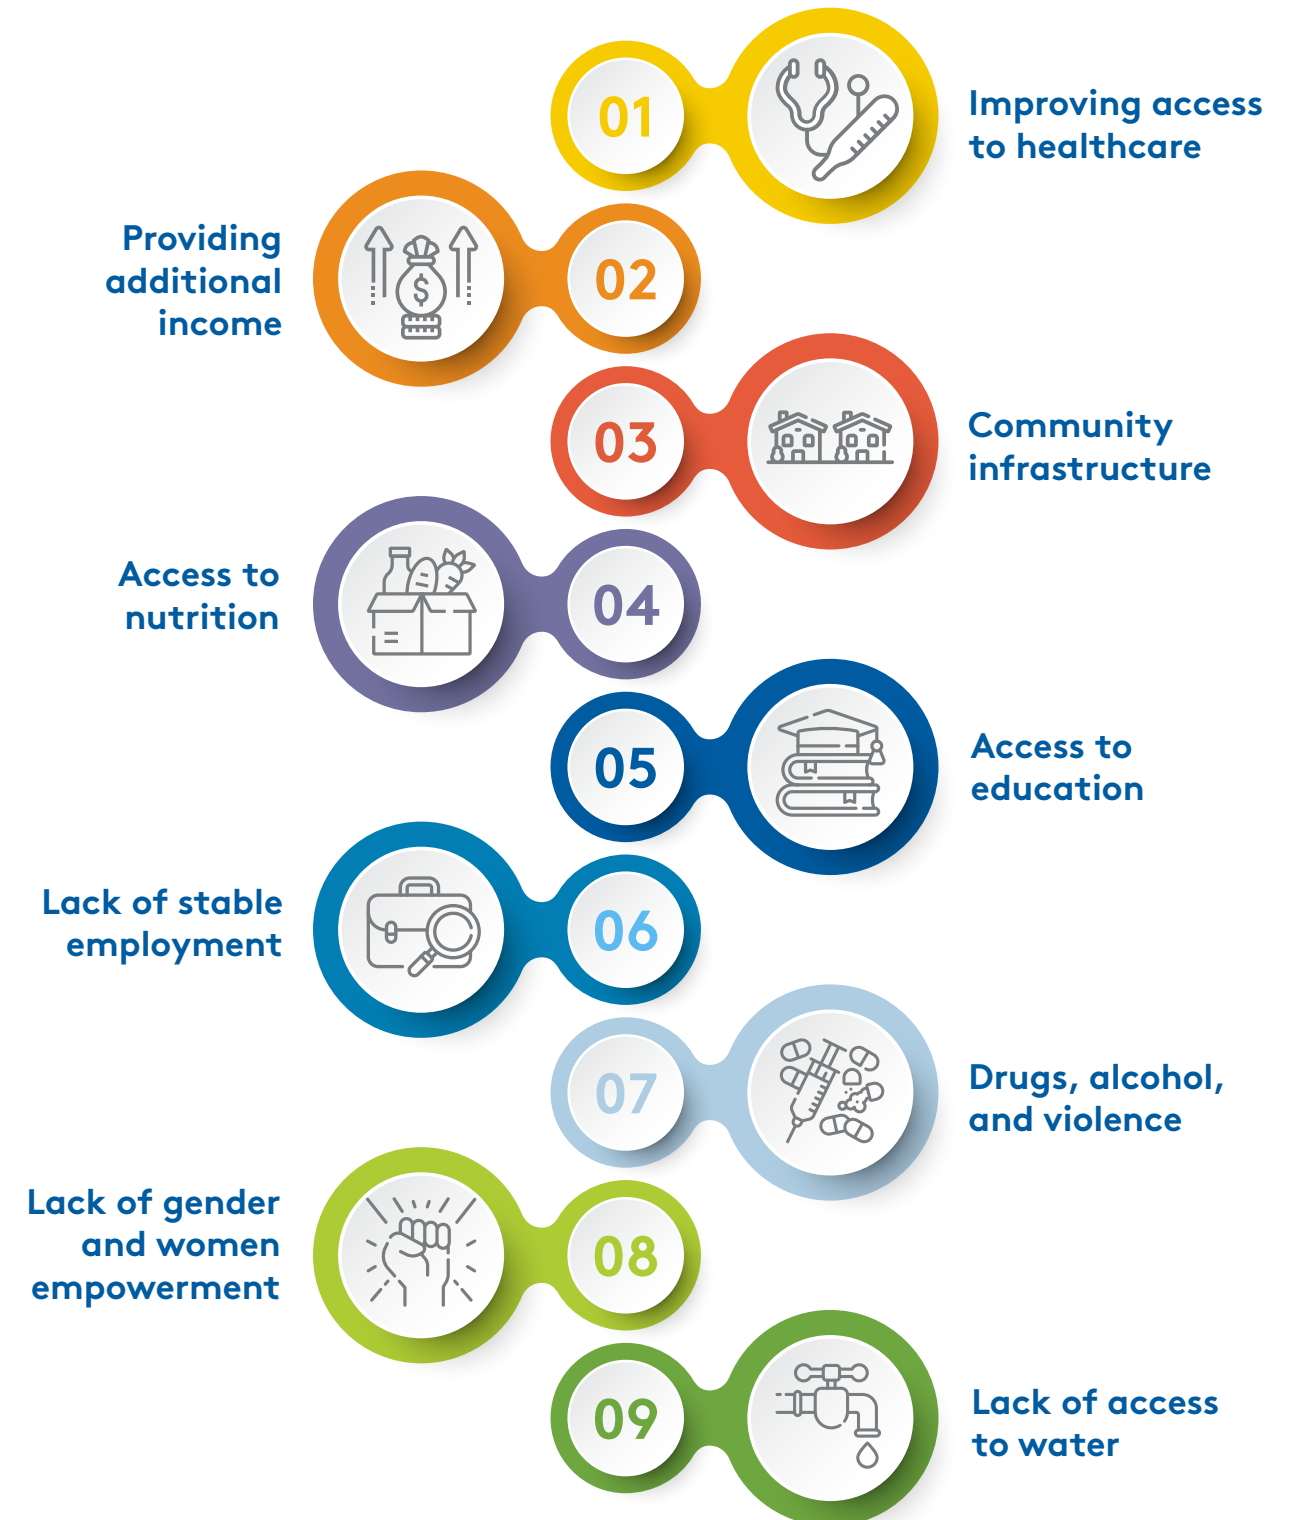 01
Improving access
to healthcare
Providing
additional
income
02
03
Community
infrastructure
Access to
nutrition
04
05
Access to
education
Lack of stable
employment
06
07
Drugs, alcohol,
and violence
Lack of gender
and women
empowerment
08
09
Lack of access
to water
$